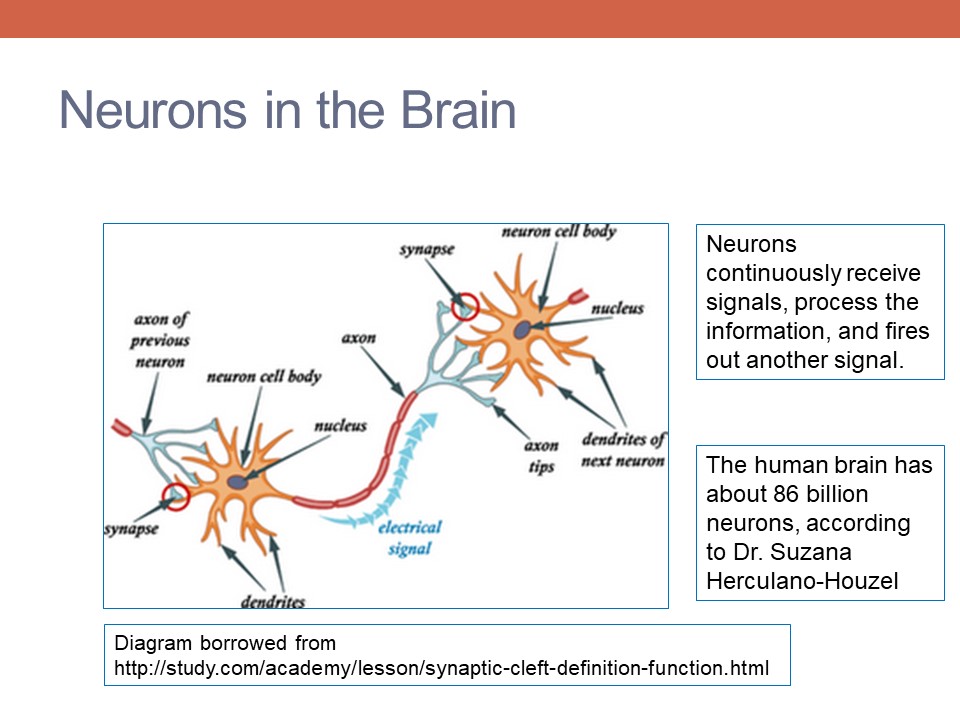 Neurons in the Brain
neuron cell body
synapse
nucleus
axon of
previous
neuron
axon
neuron cell body
nucleus
axon
tips
dendrites of
next neuron
synapse
electrical
signal
dendrites
Neurons
continuously receive
signals, process the
information, and fires
out another signal.
The human brain has
about 86 billion
neurons, according
to Dr. Suzana
Herculano-Houzel
Diagram borrowed from
http://study.com/academy/lesson/synaptic-cleft-definition-function.html